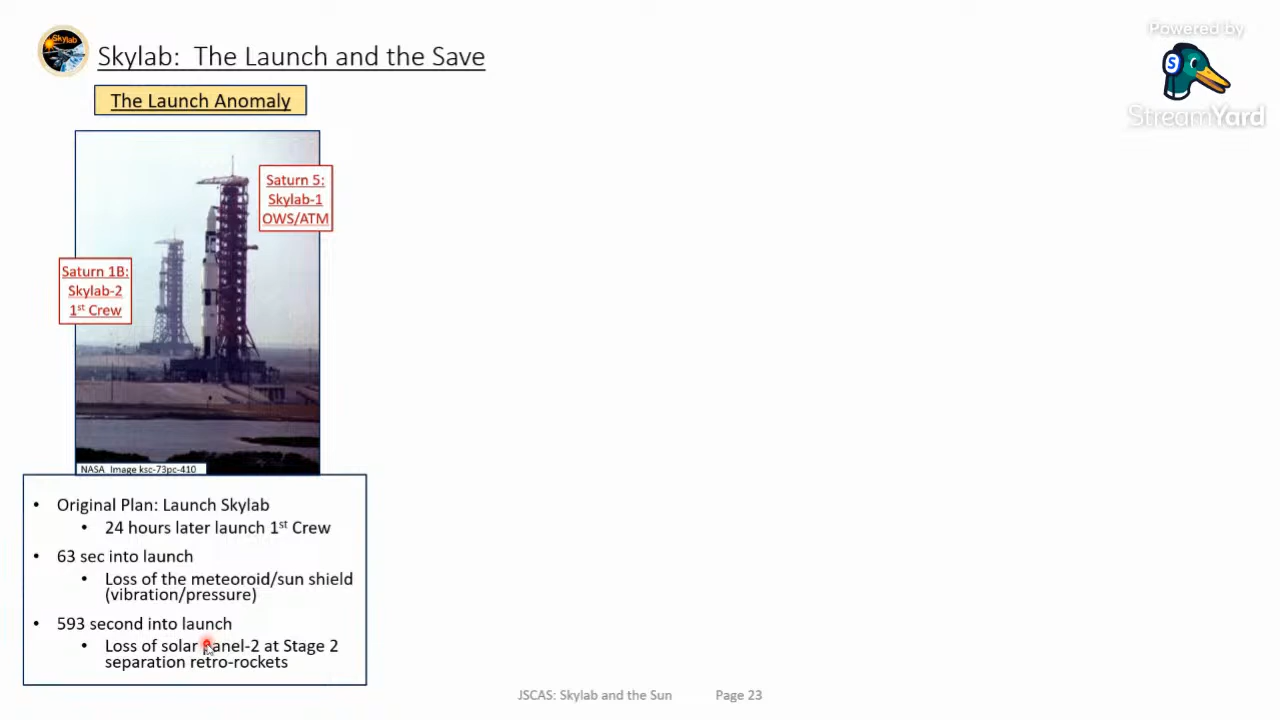 Skylab
Skylab: The Launch and the Save
Powered by
S
StreamYard
The Launch Anomaly
Saturn 5:
Skylab-1
OWS/ATM
Saturn 1B:
Skylab-2
1st Crew
NASA Image ksc-73pc-410
• Original Plan: Launch Skylab
• 24 hours later launch 1st Crew
• 63 sec into launch
• Loss of the meteoroid/sun shield
(vibration/pressure)
• 593 second into launch
• Loss of solar panel-2 at Stage 2
separation retro-rockets
JSCAS: Skylab and the Sun Page 23